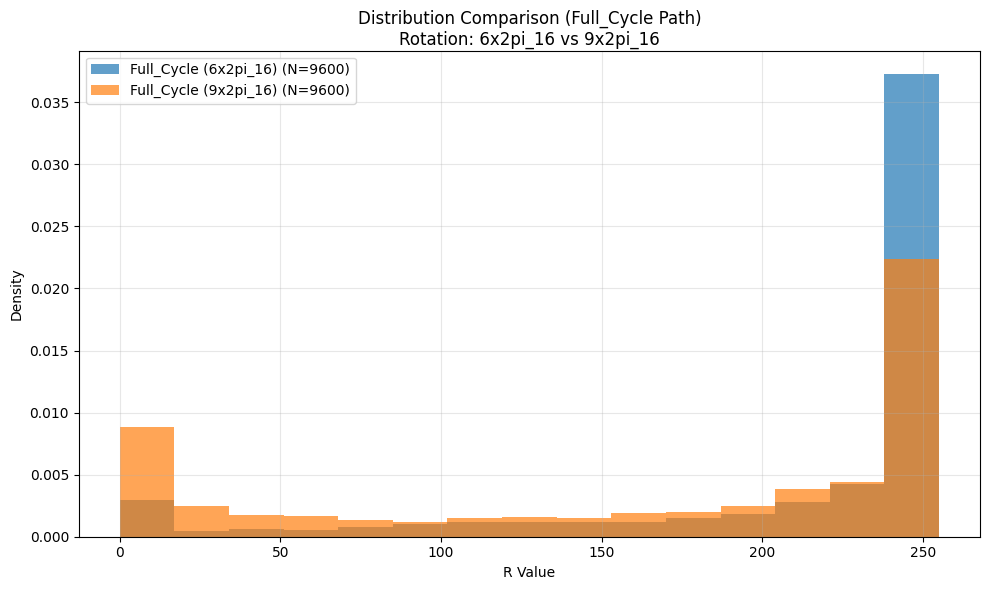 Distribution Comparison (Full_Cycle Path)
Rotation: 6x2pi_16 vs 9x2pi_16
Full_Cycle (6x2pi_16) (N=9600)
Full_Cycle (9x2pi_16) (N=9600)
0.035
0.030
0.025
0.020
0.015
0.010
0.005
0.000
Density
0 50 100 150 200 250
R Value